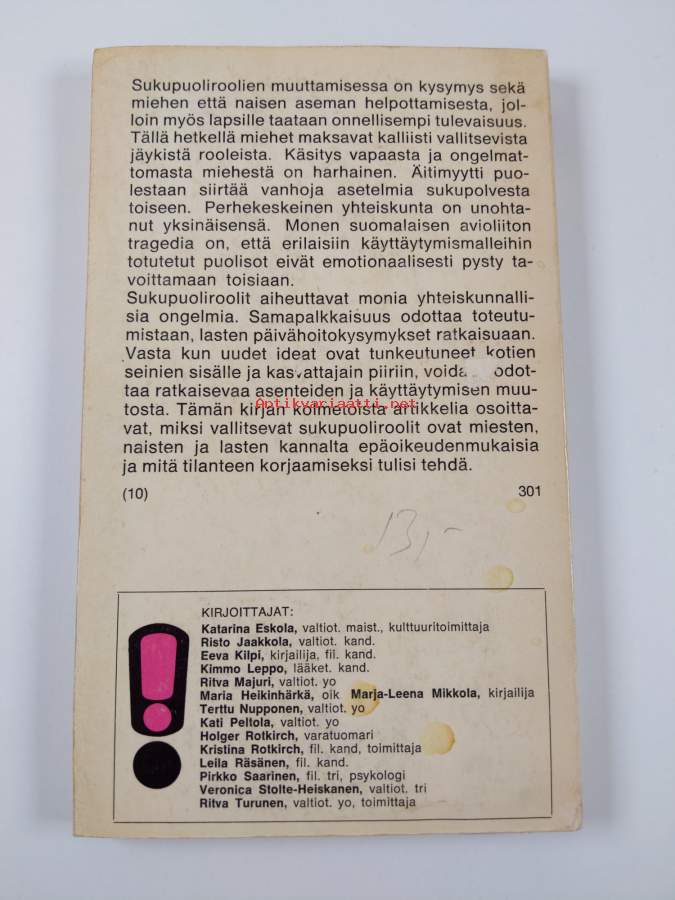 Sukupuoliroolien muuttamisessa on kysymys sekä
miehen että naisen aseman helpottamisesta, jol-
loin myös lapsille taataan onnellisempi tulevaisuus.
Tällä hetkellä miehet maksavat kalliisti vallitsevista
jäykistä rooleista. Käsitys vapaasta ja ongelmat-
tomasta miehestä on harhainen. Äitimyytti puo-
lestaan siirtää vanhoja asetelmia sukupolvesta
toiseen. Perhekeskeinen yhteiskunta on unohta-
nut yksinäisensä. Monen suomalaisen avioliiton
tragedia on, että erilaisiin käyttäytymismalleihin
totutetut puolisot eivät emotionaalisesti pysty ta-
voittamaan toisiaan.
Sukupuoliroolit aiheuttavat monia yhteiskunnalli-
sia ongelmia. Samapalkkaisuus odottaa toteutu-
mistaan, lasten päivähoitokysymykset ratkaisuaan.
Vasta kun uudet ideat ovat tunkeutuneet kotien
seinien sisälle ja kasvattajain piiriin, voida odot-
taa ratkaisevaa asenteiden ja käyttäytymisen muu-
tosta. Tämän kirjan kolmetoista artikkelia osoitta-
Antikvariaatti.net
vat, miksi vallitsevat sukupuoliroolit ovat miesten,
naisten ja lasten kannalta epäoikeudenmukaisia
ja mitä tilanteen korjaamiseksi tulisi tehdä.
(10) 301
13,-
KIRJOITTAJAT:
Katarina Eskola, valtiot. maist., kulttuuritoimittaja
Risto Jaakkola, valtiot. kand.
Eeva Kilpi, kirjailija, fil. kand.
Kimmo Leppo, lääket. kand.
Ritva Majuri, valtiot. yo
Maria Heikinhärkä, oik Marja-Leena Mikkola, kirjailija
Terttu Nupponen, valtiot. yo
Kati Peltola, valtiot. yo
Holger Rotkirch, varatuomari
Kristina Rotkirch, fil. kand, toimittaja
Leila Räsänen, fil. kand.
Pirkko Saarinen, fil. tri, psykologi
Veronica Stolte-Heiskanen, valtiot. tri
Ritva Turunen, valtiot. yo, toimittaja